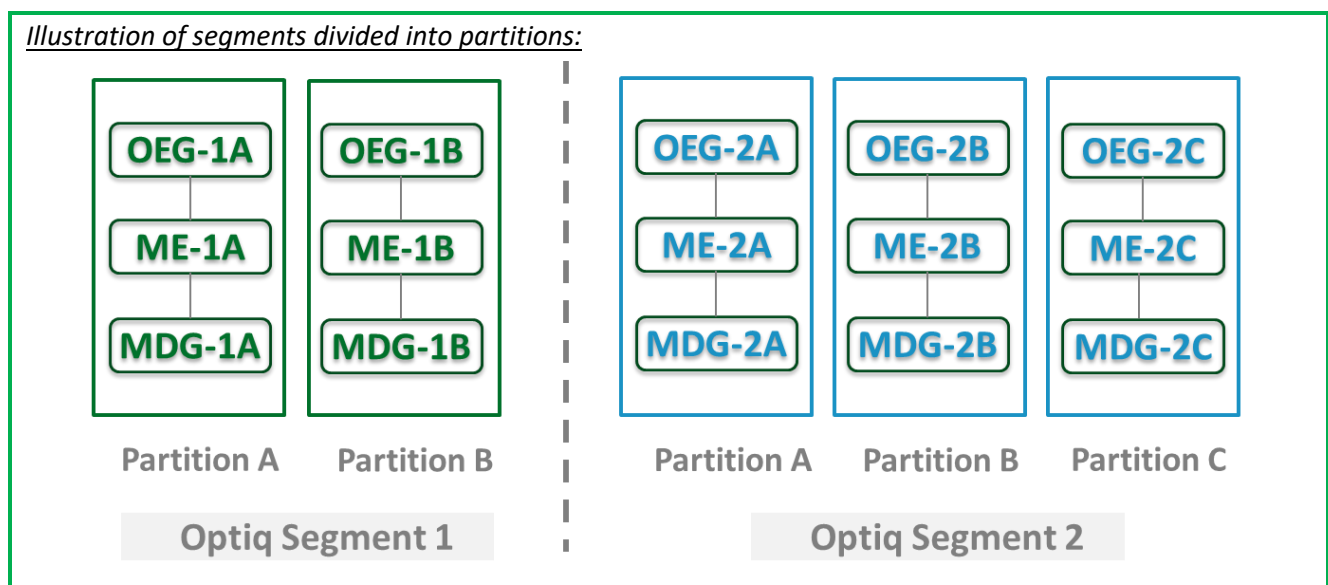 Illustration of segments divided into partitions:
OEG-1A
ME-1A
MDG-1A
Partition A
OEG-1B
ME-1B
MDG-1B
Partition B
Optiq Segment 1
OEG-2A
ME-2A
MDG-2A
Partition A
OEG-2B
ME-2B
MDG-2B
Partition B
OEG-2C
ME-2C
MDG-2C
Partition C
Optiq Segment 2